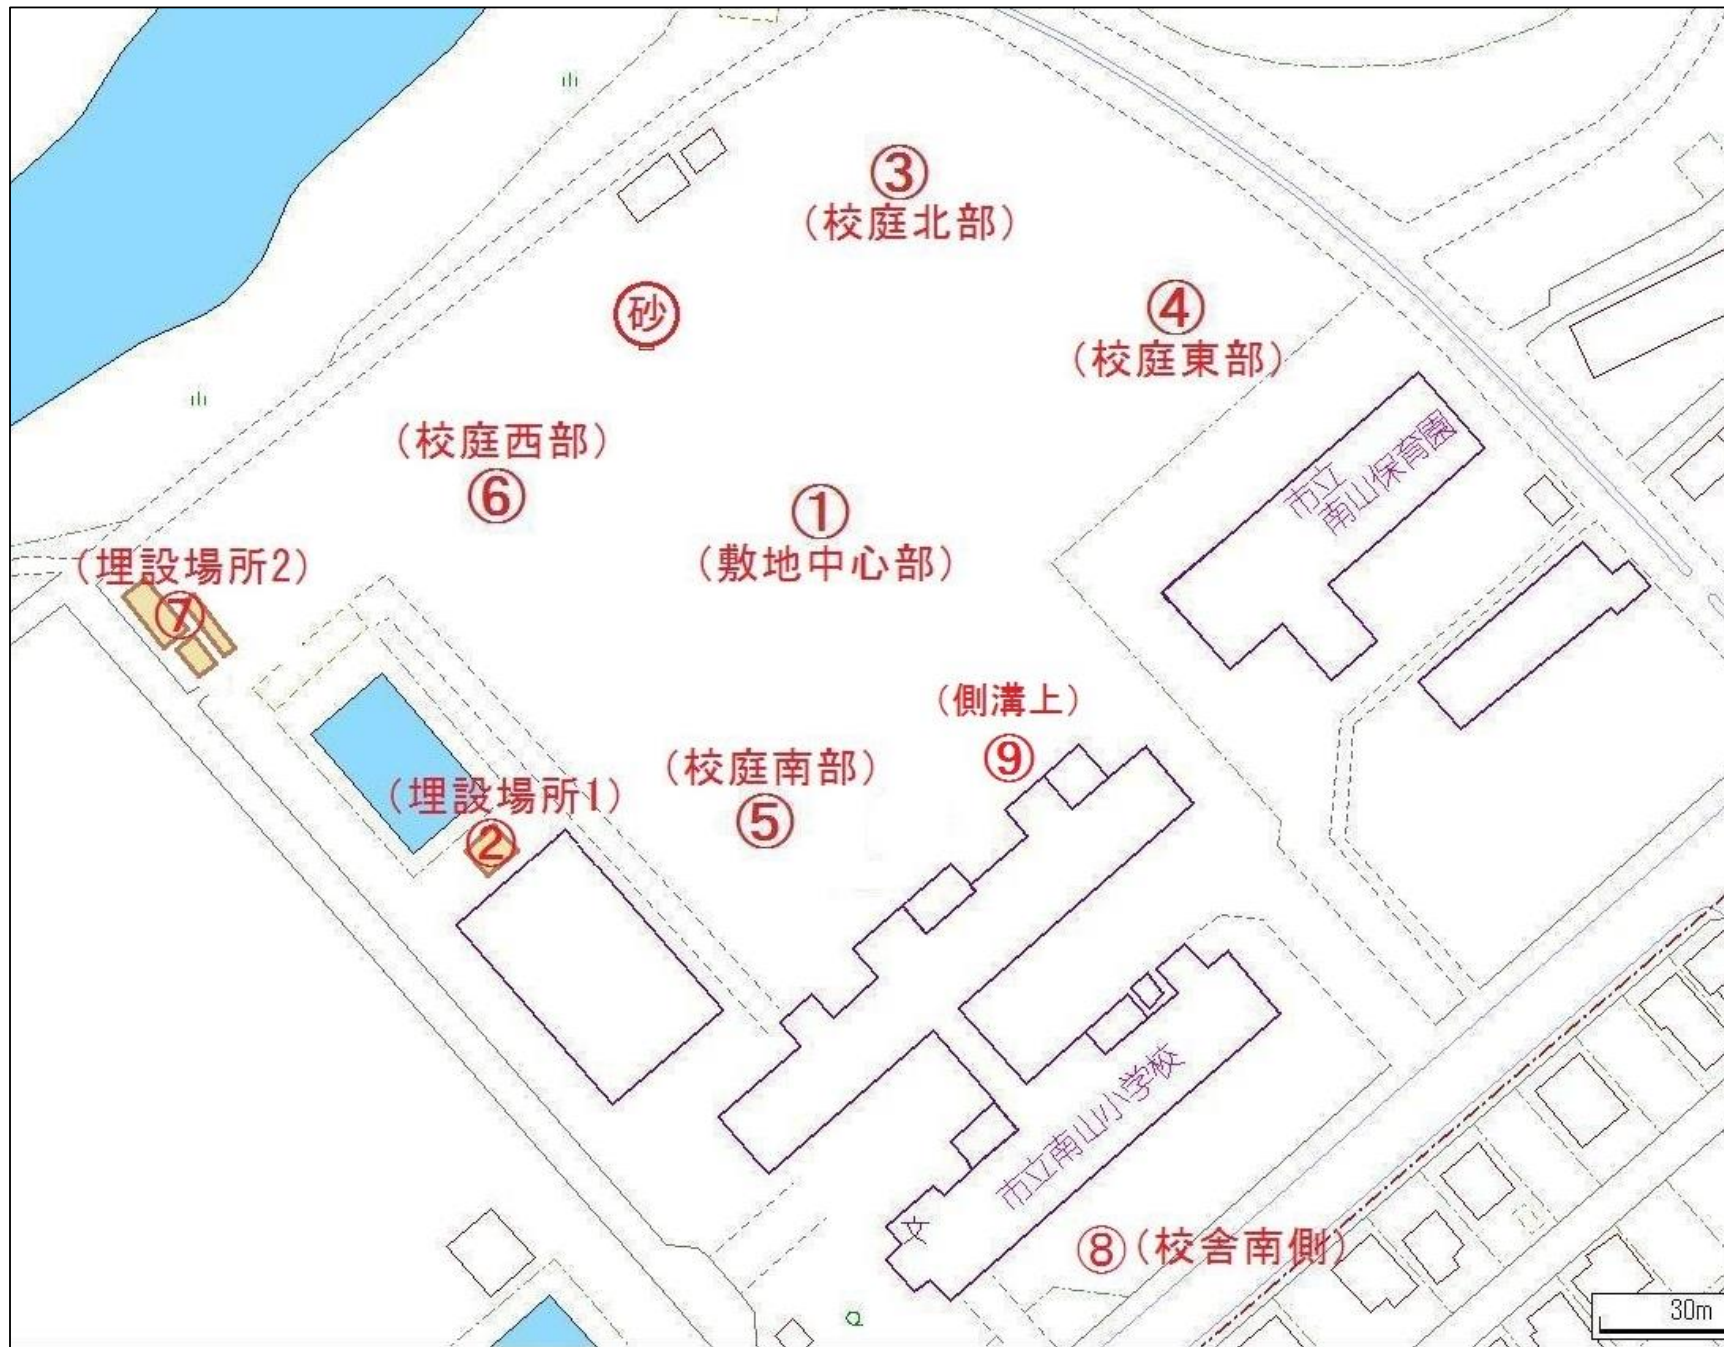 ③
(校庭北部)
砂
④
(校庭東部)
(校庭西部)
⑥
①
(敷地中心部)
市立
南山保育園
(埋設場所2)
⑦
(側溝上)
⑨
(校庭南部)
⑤
(埋設場所1)
②
市立南山小学校
文
⑧(校舎南側)
30m